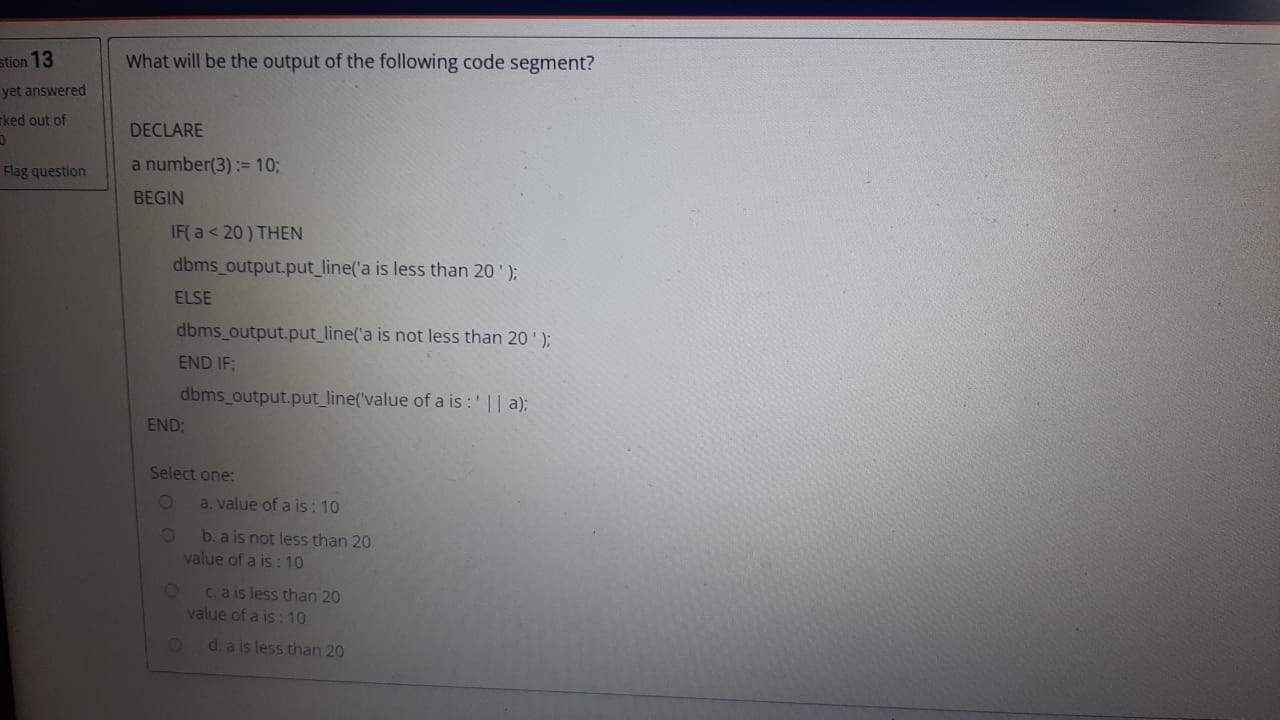 13
yet answered
out of
Flag question
What will be the output of the following code segment?
DECLARE
a number(3) := 10;
BEGIN
IF( a < 20 ) THEN
dbms_output.put_line('a is less than 20 ' );
ELSE
dbms_output.put_line('a is not less than 20 ' );
END IF;
dbms_output.put_line('value of a is : ' || a);
END;
Select one:
a. value of a is : 10
b. a is not less than 20
value of a is : 10
c. a is less than 20
value of a is : 10
d. a is less than 20